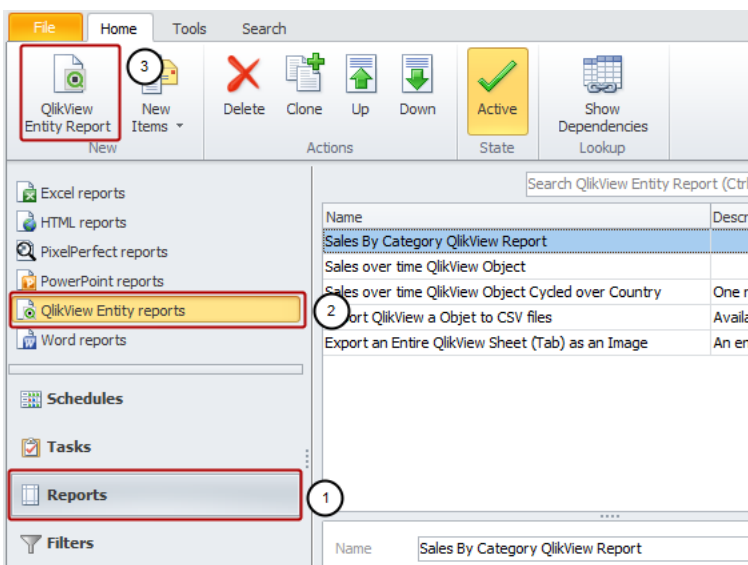 File Home Tools Search
3
QlikView Entity Report
New Items
Delete Clone Up Down Active
Show Dependencies
New Actions State Lookup
Excel reports
HTML reports
PixelPerfect reports
PowerPoint reports
QlikView Entity reports
2
Word reports
Schedules
Tasks
Reports
1
Filters
Search QlikView Entity Report (Ctrl
Name Descr
Sales By Category QlikView Report
Sales over time QlikView Object
Sales over time QlikView Object Cycled over Country One
ort QlikView a Objet to CSV files Availa
Export an Entire QlikView Sheet (Tab) as an Image An en
Name Sales By Category QlikView Report